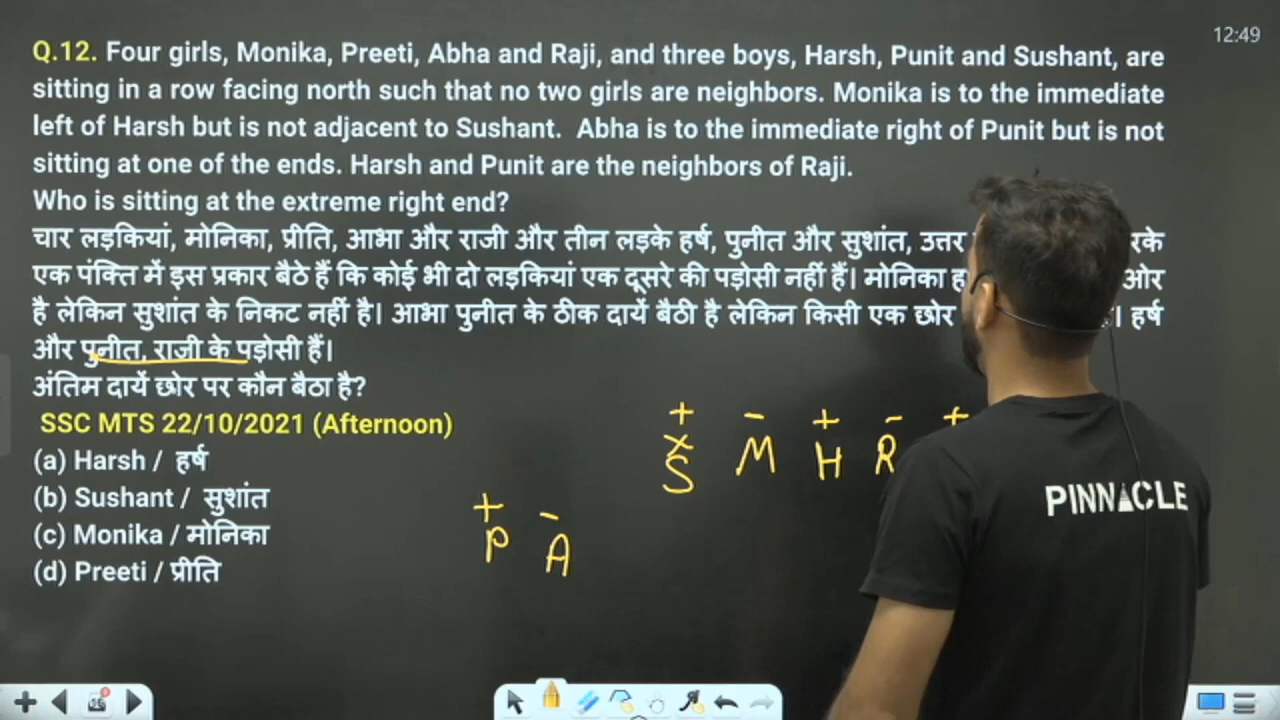 12:49
Q.12. Four girls, Monika, Preeti, Abha and Raji, and three boys, Harsh, Punit and Sushant, are
sitting in a row facing north such that no two girls are neighbors. Monika is to the immediate
left of Harsh but is not adjacent to Sushant. Abha is to the immediate right of Punit but is not
sitting at one of the ends. Harsh and Punit are the neighbors of Raji.
Who is sitting at the extreme right end?
चार लड़कियां, मोनिका, प्रीति, आभा और राजी और तीन लड़के हर्ष, पुनीत और सुशांत, उत्तर रके
एक पंक्ति में इस प्रकार बैठे हैं कि कोई भी दो लड़कियां एक दूसरे की पड़ोसी नहीं हैं। मोनिका ह ओर
है लेकिन सुशांत के निकट नहीं है। आभा पुनीत के ठीक दायें बैठी है लेकिन किसी एक छोर । हर्ष
और पुनीत, राजी के पड़ोसी हैं।
अंतिम दायें छोर पर कौन बैठा है?
SSC MTS 22/10/2021 (Afternoon)
(a) Harsh / हर्ष
(b) Sushant / सुशांत
(c) Monika / मोनिका
(d) Preeti / प्रीति
+ - + - +
x
S M H R
+ -
P A
PINNACLE